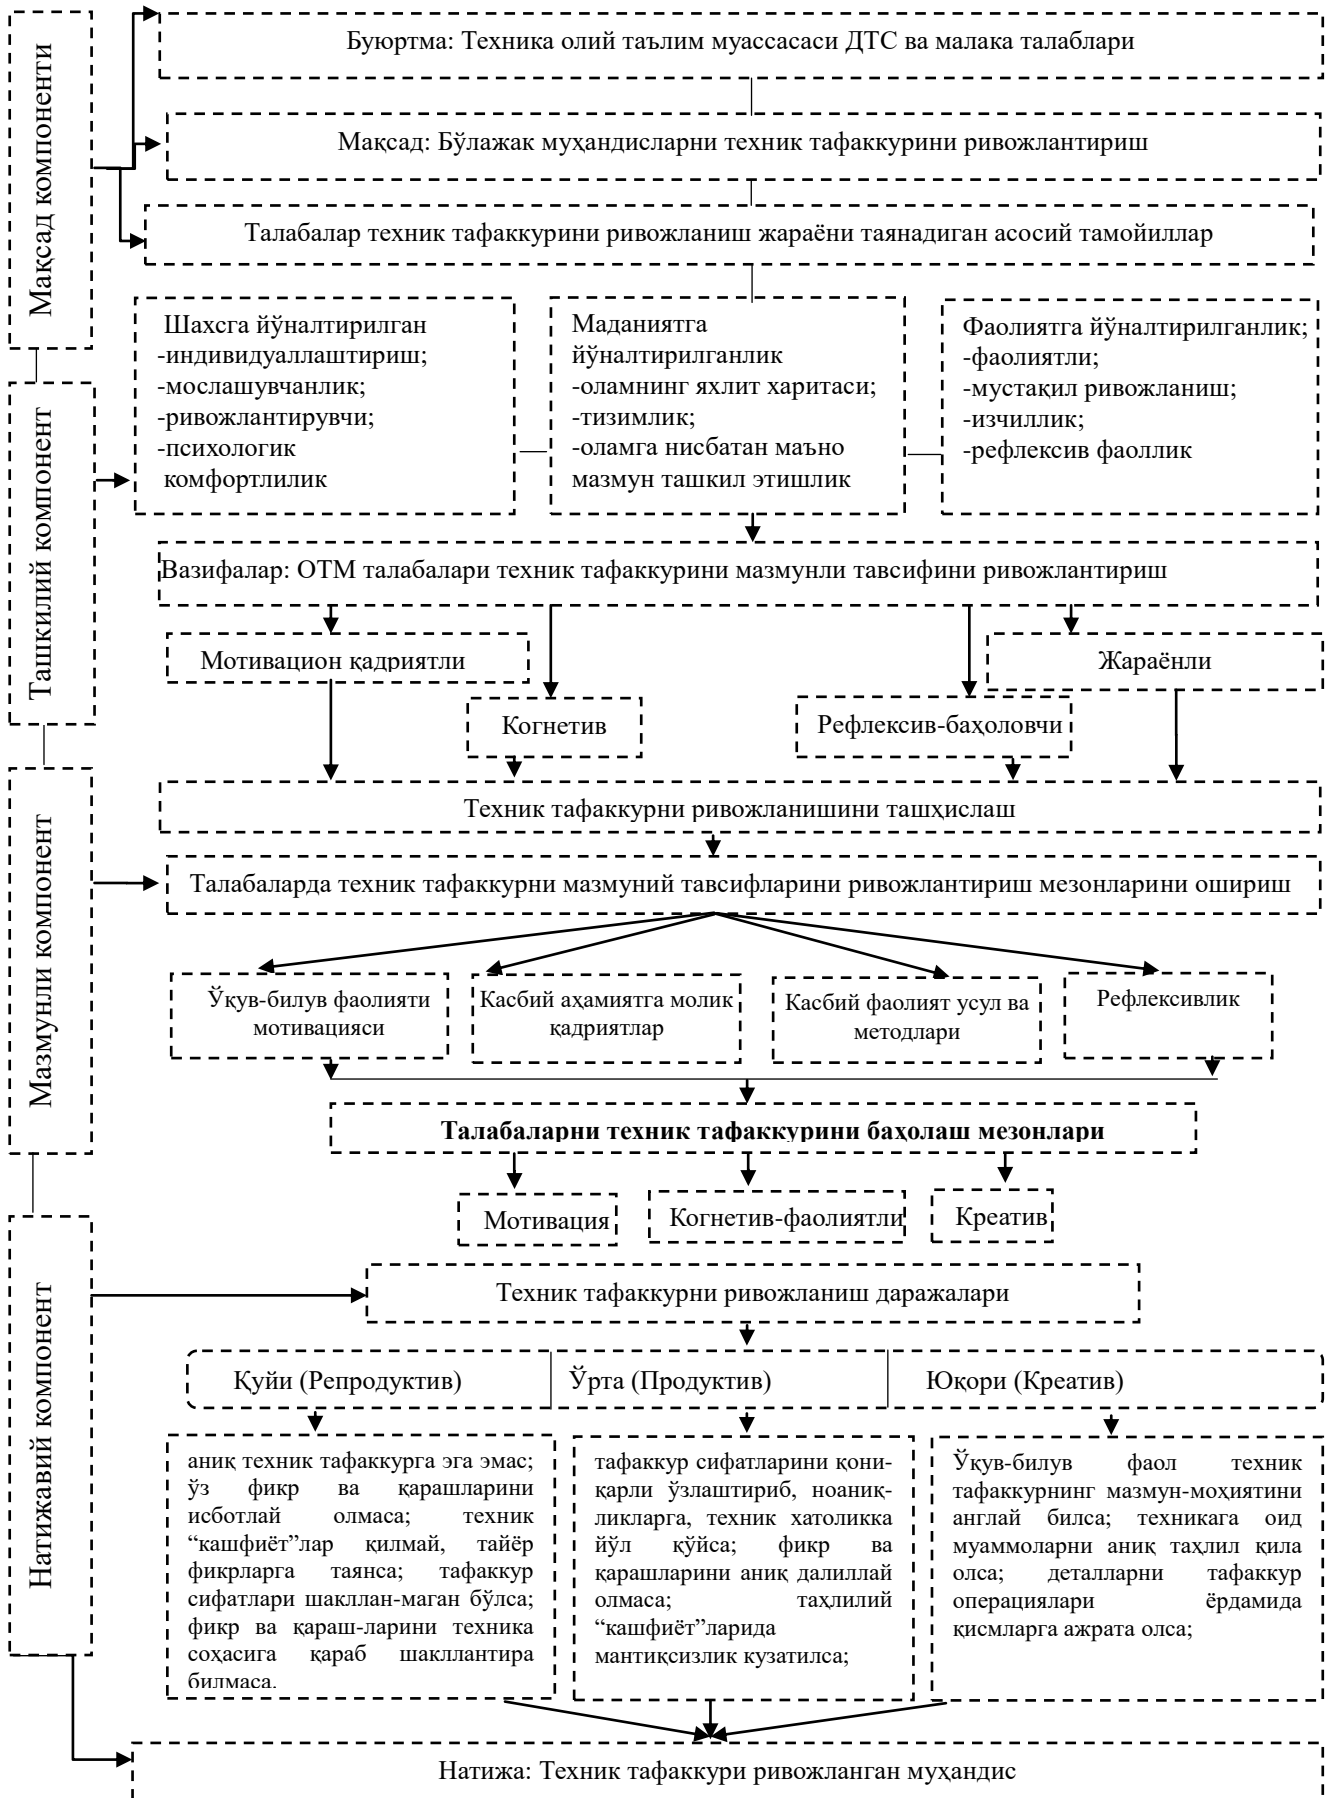 Мақсад компоненти
Буюртма: Техника олий таълим муассасаси ДТС ва малака талаблари
Мақсад: Бўлажак муҳандисларни техник тафаккурини ривожлантириш
Талабалар техник тафаккурини ривожланиш жараёни таянадиган асосий тамойиллар
Ташкилий компонент
Шахсга йўналтирилган
-индивидуаллаштириш;
-мослашувчанлик;
-ривожлантирувчи;
-психологик
комфортлилик
Маданиятга
йўналтирилганлик
-оламнинг яхлит харитаси;
-тизимлик;
-оламга нисбатан маъно
мазмун ташкил этишлик
Фаолиятга йўналтирилганлик;
-фаолиятли;
-мустақил ривожланиш;
-изчиллик;
-рефлексив фаоллик
Вазифалар: ОТМ талабалари техник тафаккурини мазмунли тавсифини ривожлантириш
Мотивацион қадриятли
Жараёнли
Когнетив
Рефлексив-баҳоловчи
Мазмунли компонент
Техник тафаккурни ривожланишини ташҳислаш
Талабаларда техник тафаккурни мазмуний тавсифларини ривожлантириш мезонларини ошириш
Ўқув-билув фаолияти
мотивацияси
Касбий аҳамиятга молик
қадриятлар
Касбий фаолият усул ва
методлари
Рефлексивлик
Талабаларни техник тафаккурини баҳолаш мезонлари
Мотивация
Когнетив-фаолиятли
Креатив
Натижавий компонент
Техник тафаккурни ривожланиш даражалари
Қуйи (Репродуктив)
Ўрта (Продуктив)
Юқори (Креатив)
аниқ техник тафаккурга эга эмас;
ўз фикр ва қарашларини
исботлай олмаса; техник
“кашфиёт”лар қилмай, тайёр
фикрларга таянса; тафаккур
сифатлари шакллан-маган бўлса;
фикр ва қараш-ларини техника
соҳасига қараб шакллантира
билмаса.
тафаккур сифатларини қони-
қарли ўзлаштириб, ноаниқ-
ликларга, техник хатоликка
йўл қўйса; фикр ва
қарашларини аниқ далиллай
олмаса; таҳлилий
“кашфиёт”ларида
мантиқсизлик кузатилса;
Ўқув-билув фаол техник
тафаккурнинг мазмун-моҳиятини
англай билса; техникага оид
муаммоларни аниқ таҳлил қила
олса; деталларни тафаккур
операциялари ёрдамида
қисмларга ажрата олса;
Натижа: Техник тафаккури ривожланган муҳандис